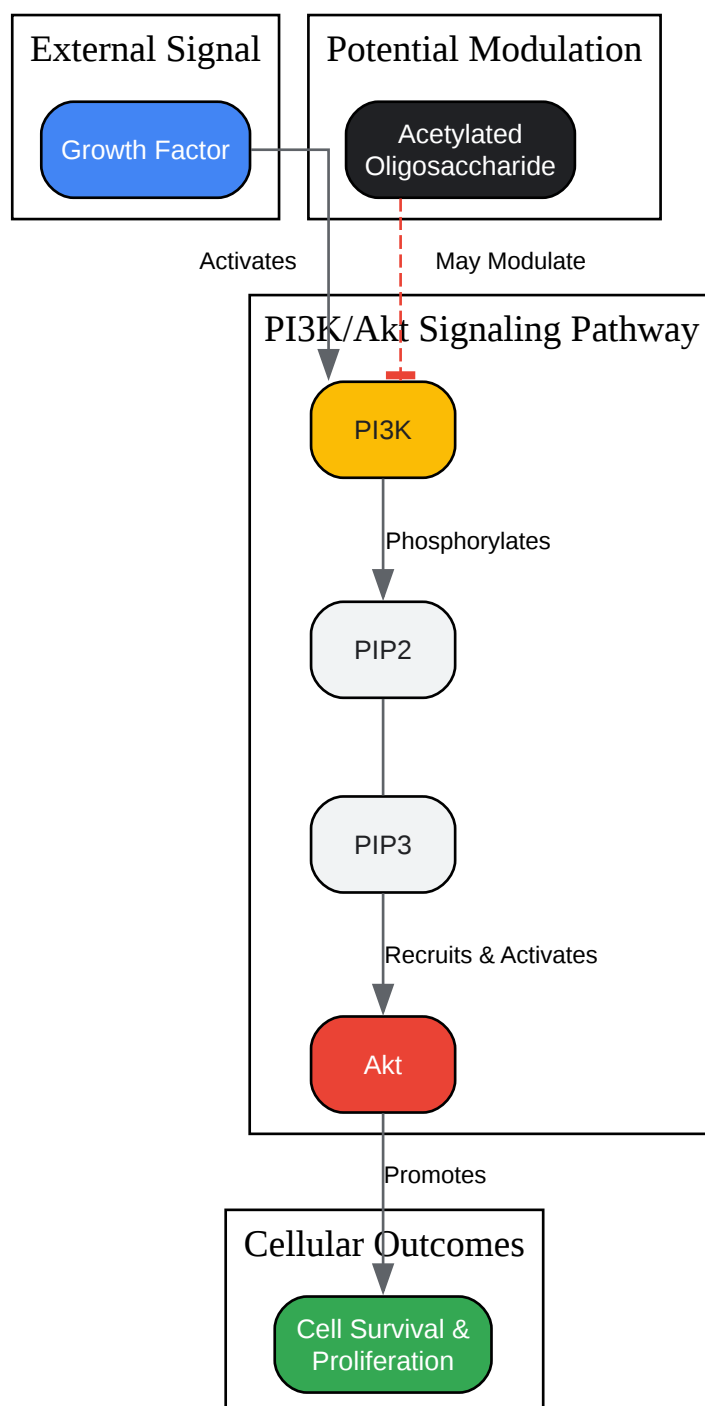 External Signal
Potential Modulation
Growth Factor
Acetylated
Oligosaccharide
Activates
May Modulate
PI3K/Akt Signaling Pathway
PI3K
Phosphorylates
PIP2
PIP3
Recruits & Activates
Akt
Promotes
Cellular Outcomes
Cell Survival &
Proliferation